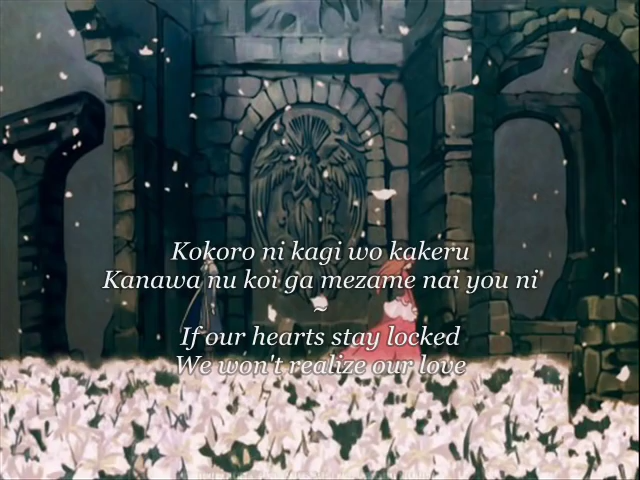 Kokoro ni kagi wo kakeru
Kanawa nu koi ga mezame nai you ni
~
If our hearts stay locked
We won't realize our love